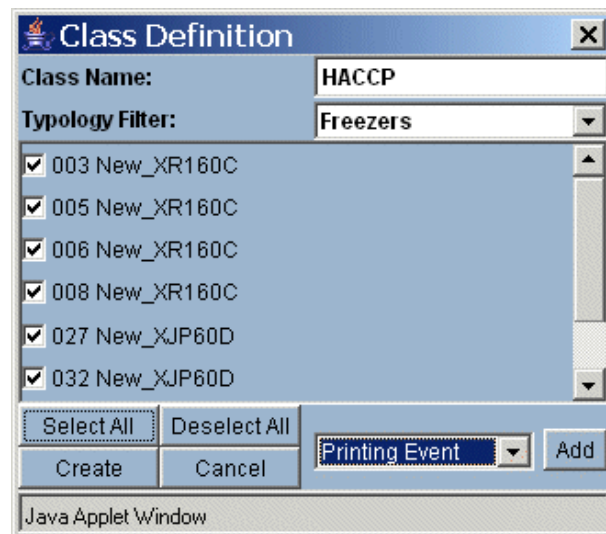 Class Definition
Class Name: HACCP
Typology Filter: Freezers
003 New_XR160C
005 New_XR160C
006 New_XR160C
008 New_XR160C
027 New_XJP60D
032 New_XJP60D
Select All Deselect All
Printing Event Add
Create Cancel
Java Applet Window